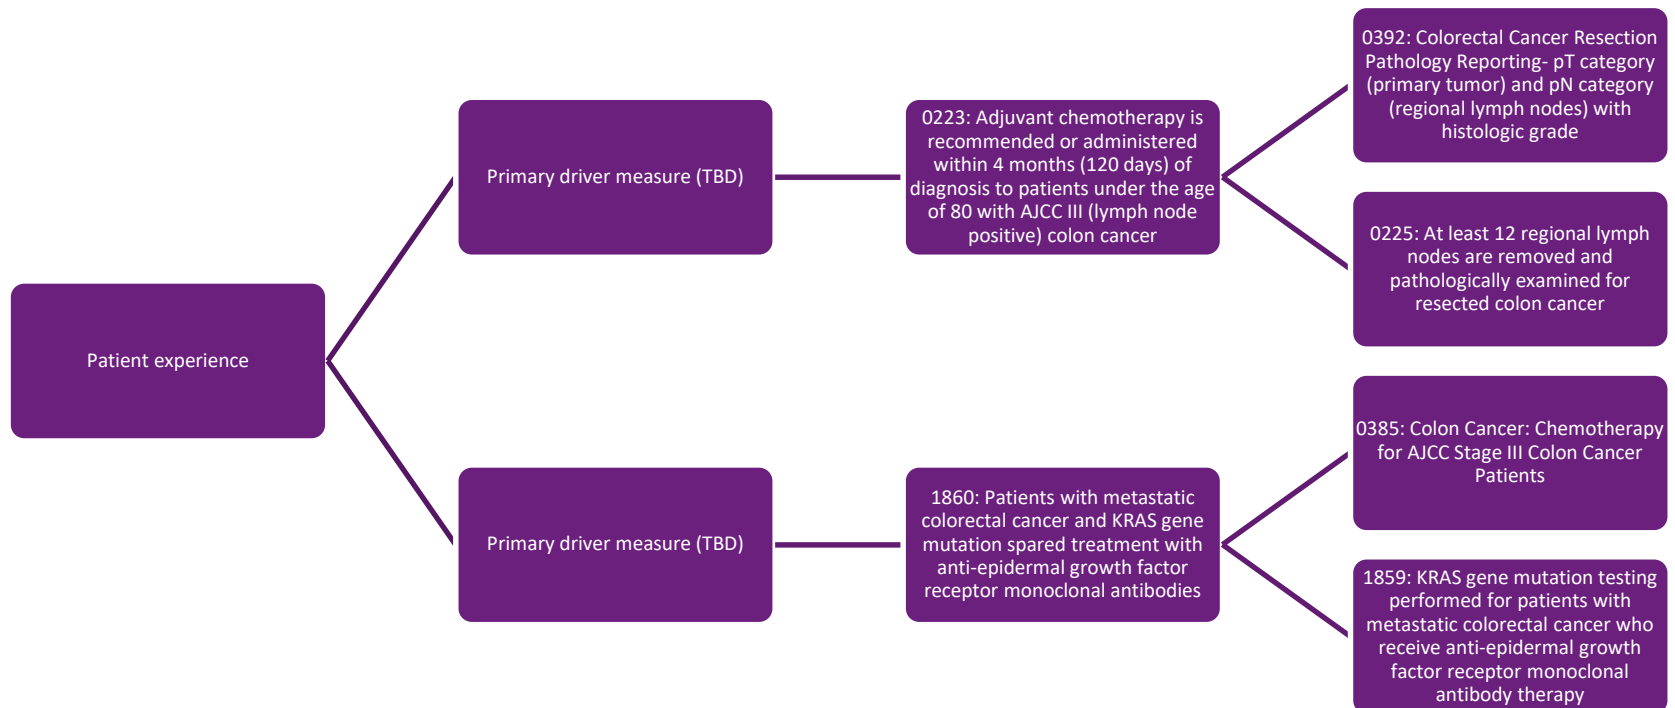 Patient experience
Primary driver measure (TBD)
0223: Adjuvant chemotherapy is
recommended or administered
within 4 months (120 days) of
diagnosis to patients under the age
of 80 with AJCC III (lymph node
positive) colon cancer
0392: Colorectal Cancer Resection
Pathology Reporting- pT category
(primary tumor) and pN category
(regional lymph nodes) with
histologic grade
0225: At least 12 regional lymph
nodes are removed and
pathologically examined for
resected colon cancer
Primary driver measure (TBD)
1860: Patients with metastatic
colorectal cancer and KRAS gene
mutation spared treatment with
anti-epidermal growth factor
receptor monoclonal antibodies
0385: Colon Cancer: Chemotherapy
for AJCC Stage III Colon Cancer
Patients
1859: KRAS gene mutation testing
performed for patients with
metastatic colorectal cancer who
receive anti-epidermal growth
factor receptor monoclonal
antibody therapy